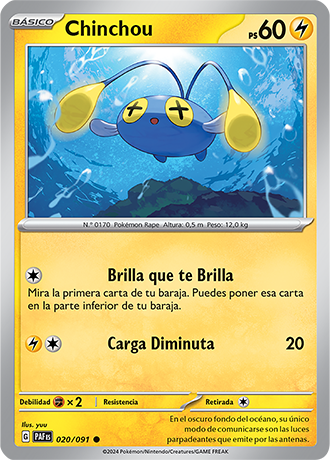 BÁSICO Chinchou PS 60
N.º 0170 Pokémon Rape Altura: 0,5 m Peso: 12,0 kg
Brilla que te Brilla
Mira la primera carta de tu baraja. Puedes poner esa carta
en la parte inferior de tu baraja.
Carga Diminuta 20
Debilidad ×2 Resistencia Retirada
Ilus. yuu
G PAF ES 020/091
En el oscuro fondo del océano, su único
modo de comunicarse son las luces
parpadeantes que emite por las antenas.
©2024 Pokémon/Nintendo/Creatures/GAME FREAK